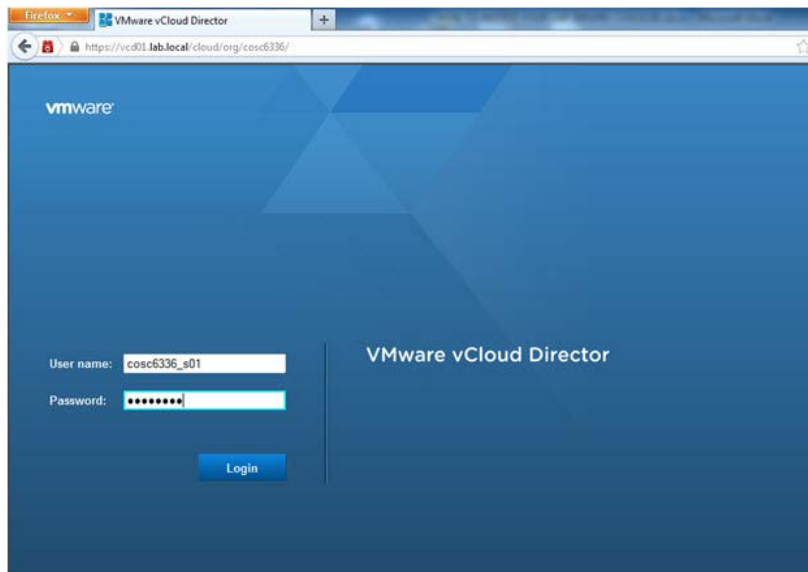 Firefox
VMware vCloud Director
+
https://vcd01.lab.local/cloud/org/cosc6336/
vmware
User name: cosc6336_s01
VMware vCloud Director
Password: ••••••••
Login